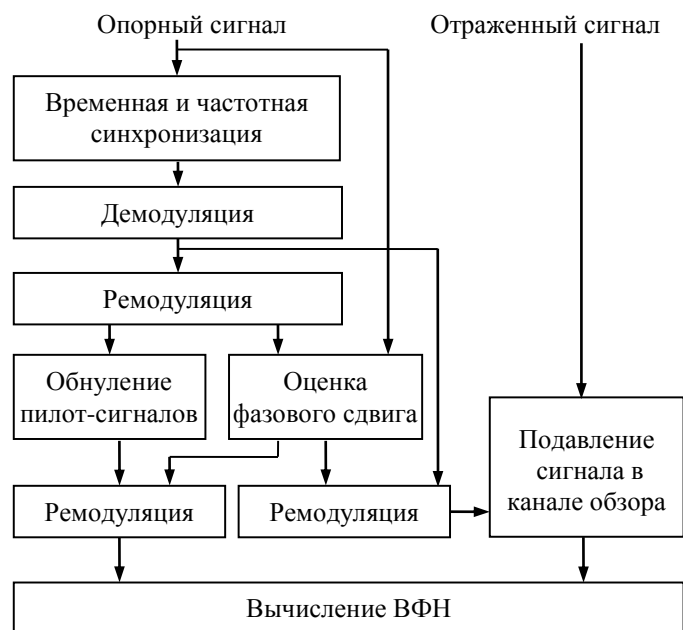 Опорный сигнал
Отраженный сигнал
Временная и частотная
синхронизация
Демодуляция
Ремодуляция
Обнуление
пилот-сигналов
Оценка
фазового сдвига
Подавление
сигнала в
канале обзора
Ремодуляция
Ремодуляция
Вычисление ВФН